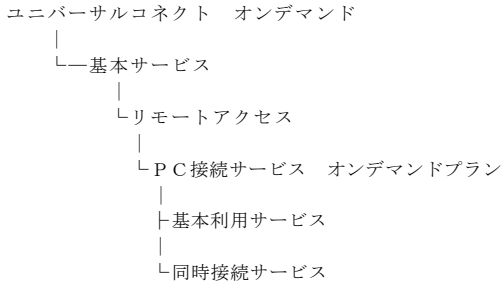 ユニバーサルコネクト　オンデマンド
｜
└―基本サービス
｜
└リモートアクセス
｜
└ＰＣ接続サービス　オンデマンドプラン
｜
├基本利用サービス
｜
└同時接続サービス